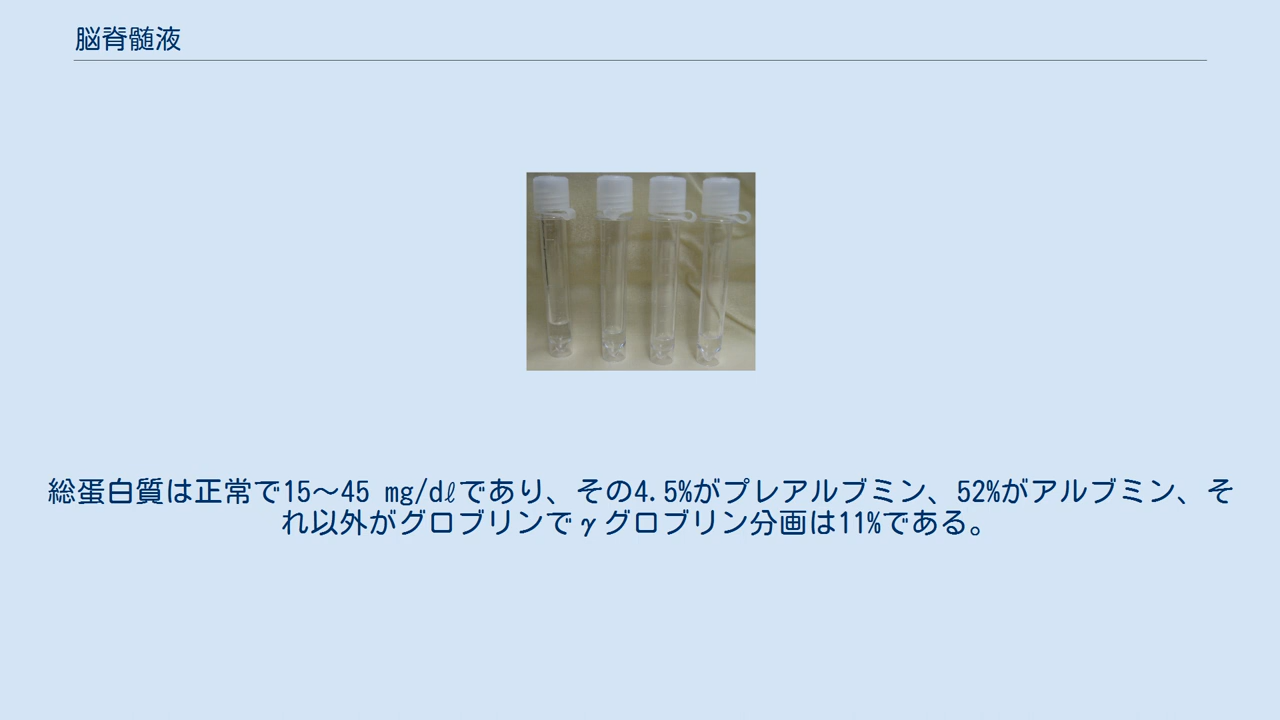 脳脊髄液
総蛋白質は正常で15〜45 mg/dℓであり、その4.5%がプレアルブミン、52%がアルブミン、そ
れ以外がグロブリンでγグロブリン分画は11%である。